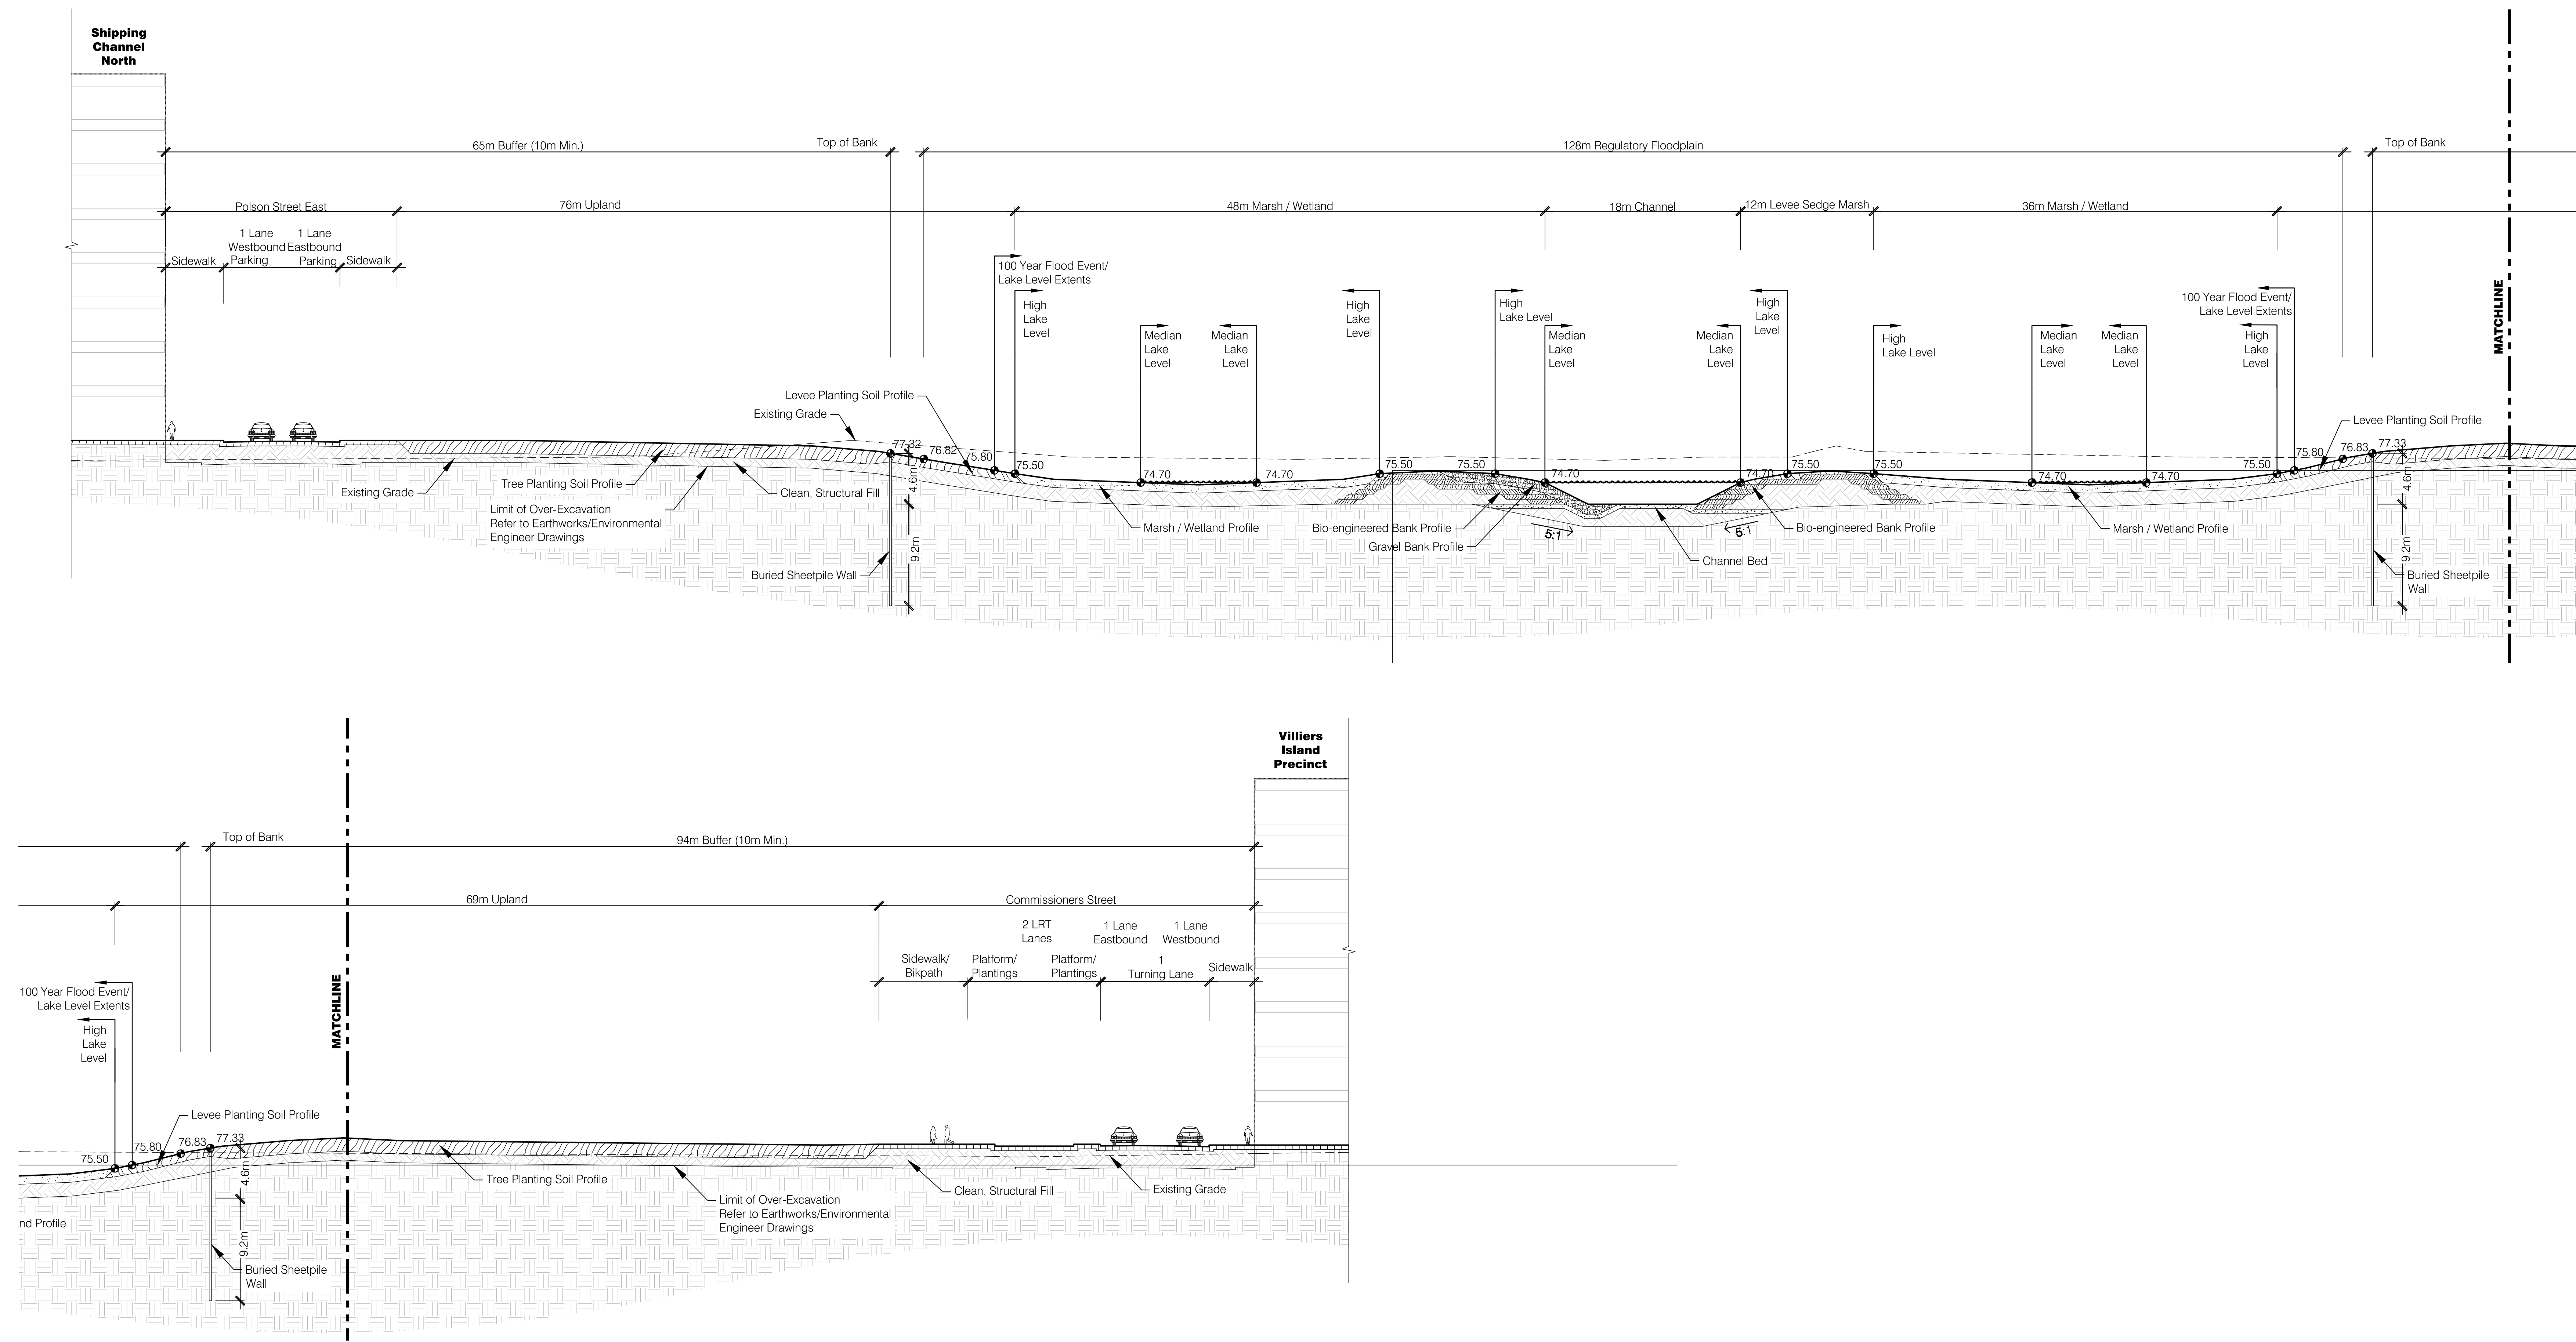 Shipping
Channel
North
65m Buffer (10m Min.)
Top of Bank
128m Regulatory Floodplain
Top of Bank
Polson Street East
76m Upland
48m Marsh / Wetland
18m Channel
12m Levee Sedge Marsh
36m Marsh / Wetland
1 Lane
Westbound
Parking
1 Lane
Eastbound
Parking
Sidewalk
Sidewalk
100 Year Flood Event/
Lake Level Extents
High
Lake
Level
Median
Lake
Level
Median
Lake
Level
High
Lake
Level
High
Lake Level
Median
Lake
Level
Median
Lake
Level
High
Lake
Level
High
Lake Level
Median
Lake
Level
Median
Lake
Level
100 Year Flood Event/
Lake Level Extents
High
Lake
Level
MATCHLINE
Levee Planting Soil Profile
Existing Grade
Levee Planting Soil Profile
77.32
76.82
75.80
75.50
74.70
74.70
75.50
75.50
74.70
74.70
75.50
75.50
74.70
74.70
75.50
75.80
76.83
77.33
4.6m
9.2m
4.6m
9.2m
Existing Grade
Tree Planting Soil Profile
Clean, Structural Fill
Limit of Over-Excavation
Refer to Earthworks/Environmental
Engineer Drawings
Buried Sheetpile Wall
Marsh / Wetland Profile
Bio-engineered Bank Profile
Gravel Bank Profile
5:1
5:1
Channel Bed
Bio-engineered Bank Profile
Marsh / Wetland Profile
Buried Sheetpile
Wall
Villiers
Island
Precinct
Top of Bank
94m Buffer (10m Min.)
69m Upland
Commissioners Street
2 LRT
Lanes
1 Lane
Eastbound
1 Lane
Westbound
Sidewalk/
Bikpath
Platform/
Plantings
Platform/
Plantings
1
Turning Lane
Sidewalk
100 Year Flood Event/
Lake Level Extents
High
Lake
Level
MATCHLINE
Levee Planting Soil Profile
75.50
75.80
76.83
77.33
4.6m
9.2m
Tree Planting Soil Profile
Limit of Over-Excavation
Refer to Earthworks/Environmental
Engineer Drawings
Clean, Structural Fill
Existing Grade
nd Profile
Buried Sheetpile
Wall